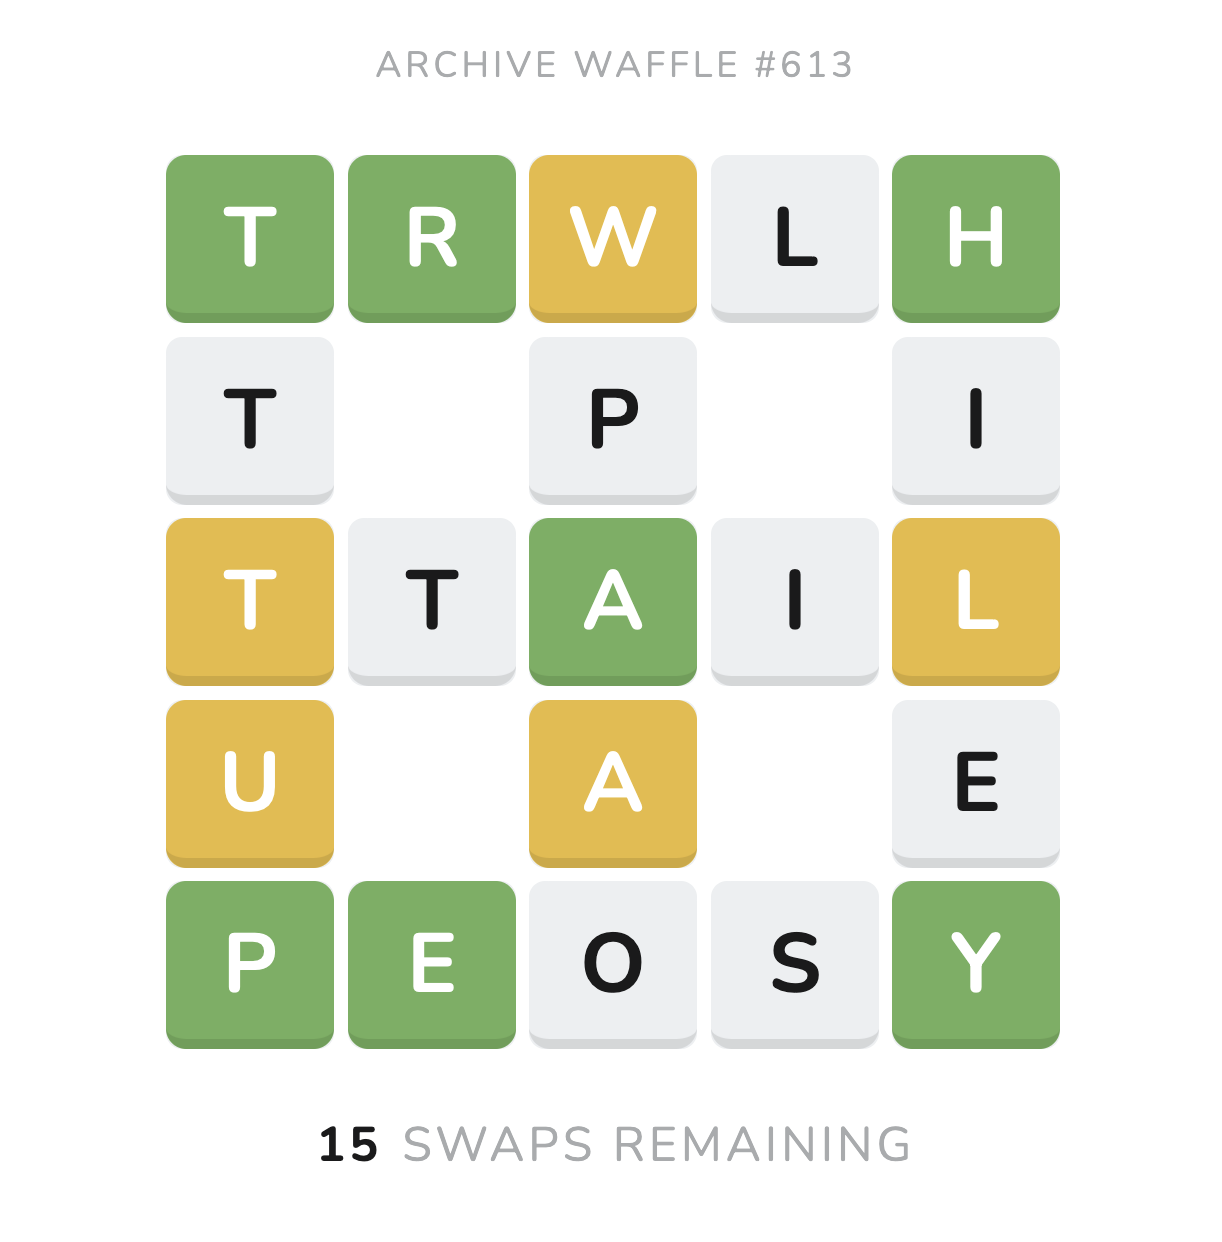 ARCHIVE WAFFLE #613
T R W L H
T P I
T T A I L
U A E
P E O S Y
15 SWAPS REMAINING